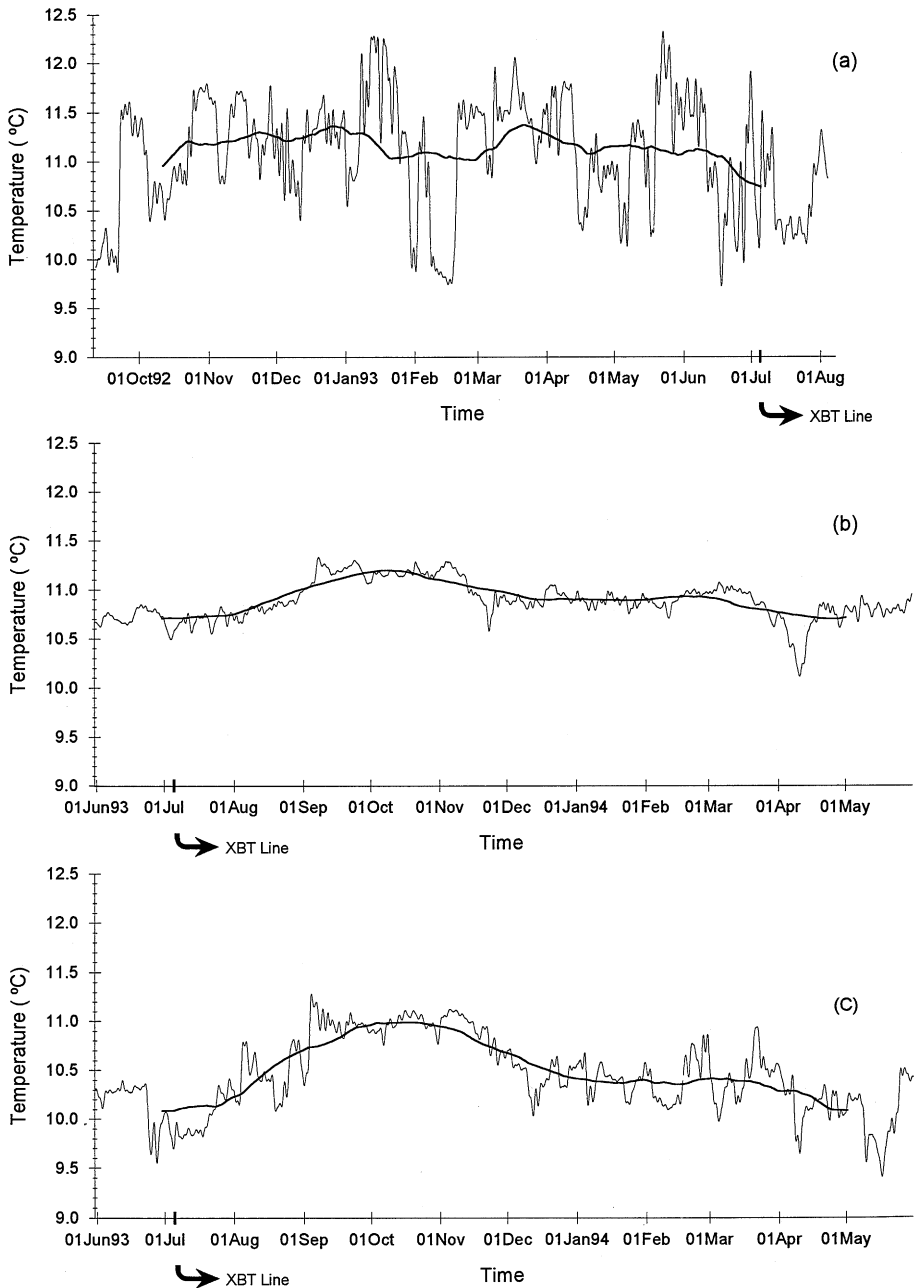 12.5
12.0
11.5
11.0
10.5
10.0
9.5
9.0
Temperature ( ºC)
(a)
01Oct92 01Nov 01Dec 01Jan93 01Feb 01Mar 01Apr 01May 01Jun 01Jul 01Aug
Time
XBT Line
12.5
12.0
11.5
11.0
10.5
10.0
9.5
9.0
Temperature ( ºC)
(b)
01Jun93 01Jul 01Aug 01Sep 01Oct 01Nov 01Dec 01Jan94 01Feb 01Mar 01Apr 01May
Time
XBT Line
12.5
12.0
11.5
11.0
10.5
10.0
9.5
9.0
Temperature ( ºC)
(C)
01Jun93 01Jul 01Aug 01Sep 01Oct 01Nov 01Dec 01Jan94 01Feb 01Mar 01Apr 01May
Time
XBT Line